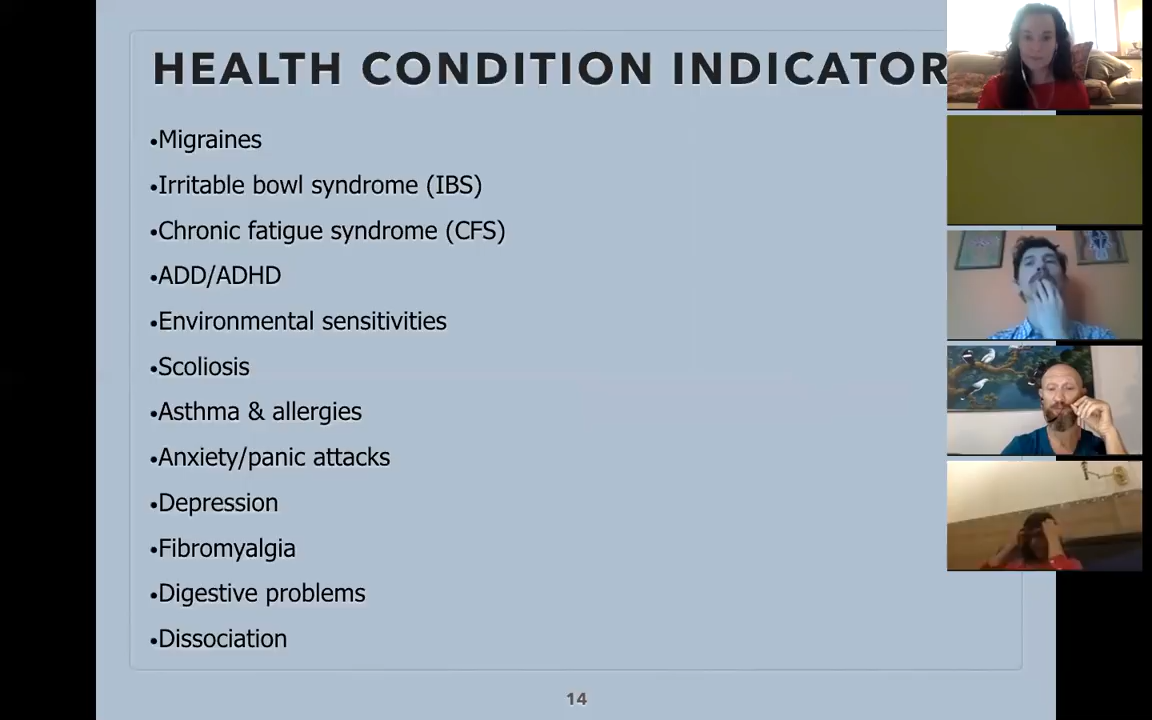 HEALTH CONDITION INDICATOR
•Migraines
•Irritable bowl syndrome (IBS)
•Chronic fatigue syndrome (CFS)
•ADD/ADHD
•Environmental sensitivities
•Scoliosis
•Asthma & allergies
•Anxiety/panic attacks
•Depression
•Fibromyalgia
•Digestive problems
•Dissociation
14